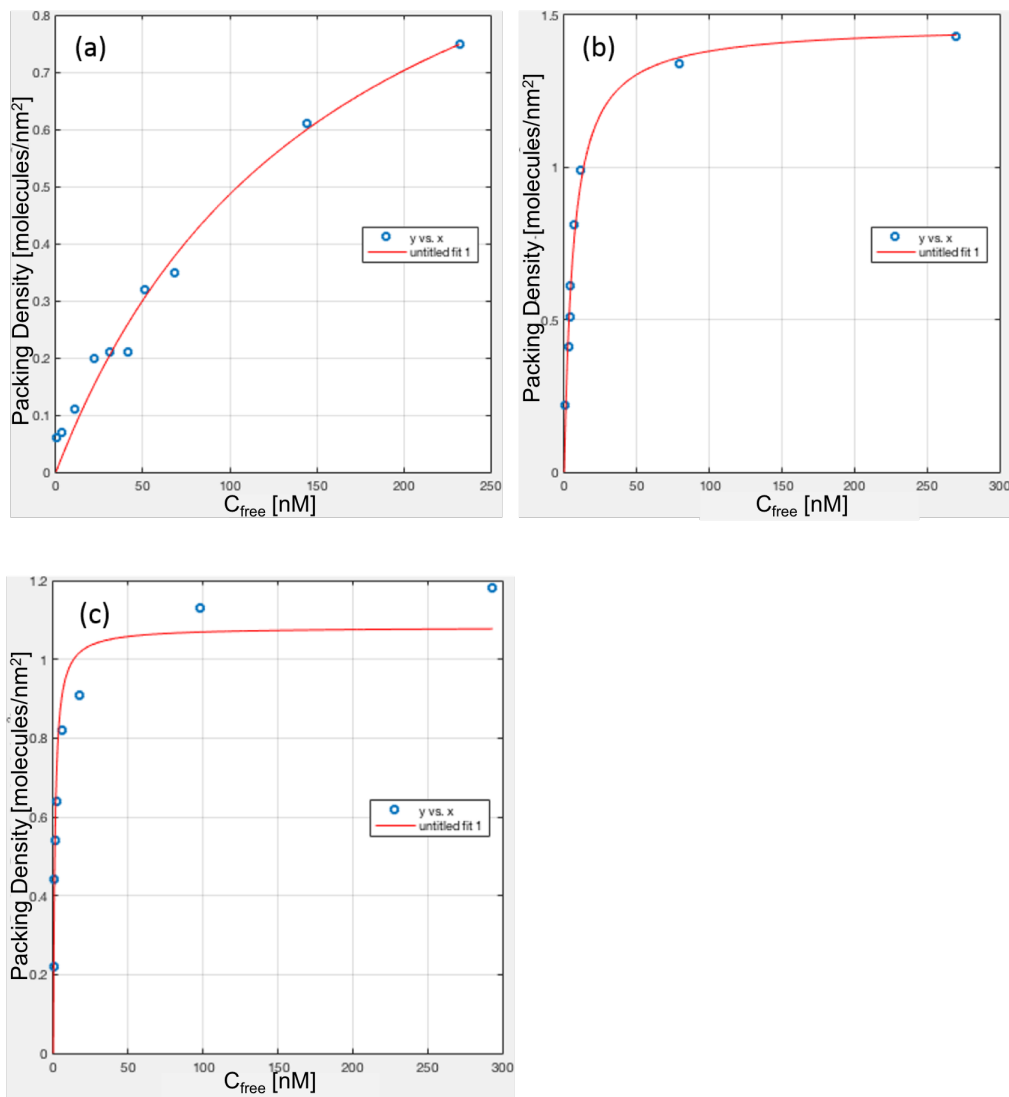 (a)
Packing Density [molecules/nm²]
0.8
0.7
0.6
0.5
0.4
0.3
0.2
0.1
0
0 50 100 150 200 250
C_free [nM]
y vs. x
untitled fit 1
(b)
Packing Density [molecules/nm²]
1.5
1
0.5
0
0 50 100 150 200 250 300
C_free [nM]
y vs. x
untitled fit 1
(c)
Packing Density [molecules/nm²]
1.2
1
0.8
0.6
0.4
0.2
0
0 50 100 150 200 250 300
C_free [nM]
y vs. x
untitled fit 1